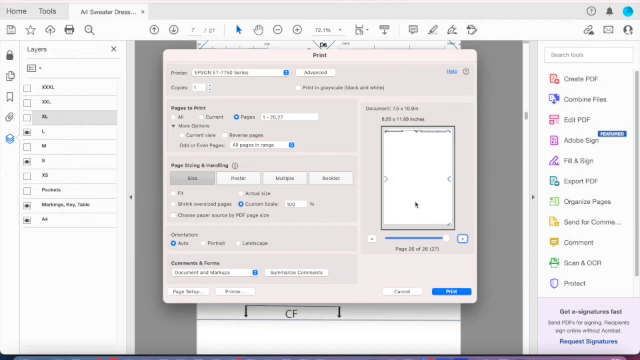 Home
Tools
A4 Sweater Dress...
×
7 / 27
72.1%
Layers
XXXL
XXL
XL
L
M
S
XS
Pockets
Markings, Key, Table
A4
Print
Printer: EPSON ET-7750 Series
Advanced
Help
Copies: 1
Print in grayscale (black and white)
Pages to Print
All
Current
Pages 1 - 25,27
More Options
Current view
Reverse pages
Odd or Even Pages: All pages in range
Page Sizing & Handling
Size
Poster
Multiple
Booklet
Fit
Actual size
Shrink oversized pages
Custom Scale: 100 %
Choose paper source by PDF page size
Orientation:
Auto
Portrait
Landscape
Comments & Forms
Document and Markups
Summarize Comments
Document: 7.5 x 10.9in
8.26 x 11.69 inches
Page 26 of 26 (27)
Page Setup...
Printer...
Cancel
Print
CF
Search tools
Create PDF
Combine Files
Edit PDF
FEATURED
Adobe Sign
Fill & Sign
Export PDF
Organize Pages
Send for Comme...
Comment
Scan & OCR
Protect
Get e-signatures fast
Send PDFs for signing. Recipients
sign online without Acrobat.
Request Signatures